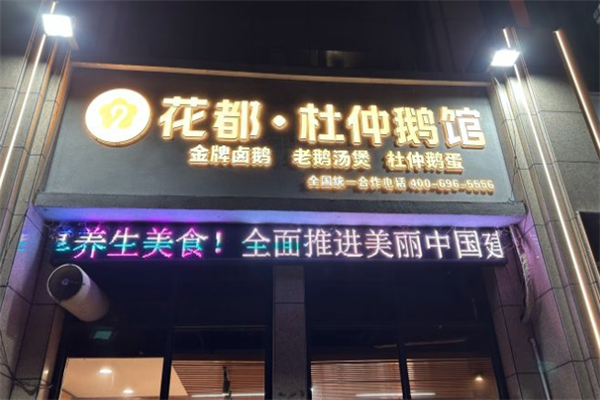 花都·杜仲鹅馆
金牌卤鹅 老鹅汤煲 杜仲鹅蛋
全国统一合作电话 400-696-5556
养生美食！全面推进美丽中国建